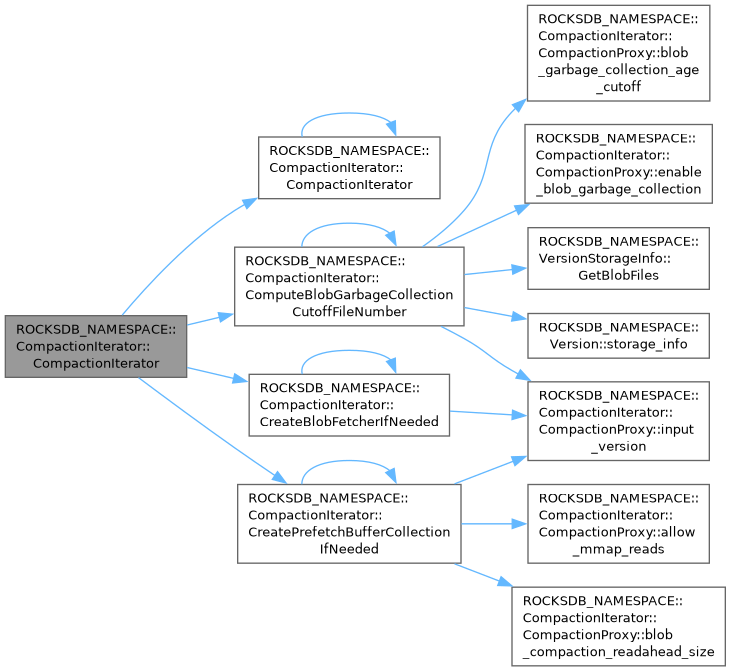 ROCKSDB_NAMESPACE::
CompactionIterator::
CompactionProxy::blob
_garbage_collection_age
_cutoff
ROCKSDB_NAMESPACE::
CompactionIterator::
CompactionProxy::enable
_blob_garbage_collection
ROCKSDB_NAMESPACE::
CompactionIterator::
CompactionIterator
ROCKSDB_NAMESPACE::
VersionStorageInfo::
GetBlobFiles
ROCKSDB_NAMESPACE::
CompactionIterator::
ComputeBlobGarbageCollection
CutoffFileNumber
ROCKSDB_NAMESPACE::
Version::storage_info
ROCKSDB_NAMESPACE::
CompactionIterator::
CompactionIterator
ROCKSDB_NAMESPACE::
CompactionIterator::
CreateBlobFetcherIfNeeded
ROCKSDB_NAMESPACE::
CompactionIterator::
CompactionProxy::input
_version
ROCKSDB_NAMESPACE::
CompactionIterator::
CreatePrefetchBufferCollection
IfNeeded
ROCKSDB_NAMESPACE::
CompactionIterator::
CompactionProxy::allow
_mmap_reads
ROCKSDB_NAMESPACE::
CompactionIterator::
CompactionProxy::blob
_compaction_readahead_size